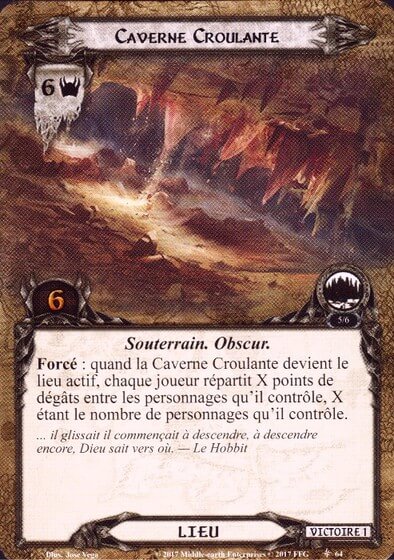 Caverne Croulante
6
6
5/6
Souterrain. Obscur.
Forcé : quand la Caverne Croulante devient le
lieu actif, chaque joueur répartit X points de
dégâts entre les personnages qu'il contrôle, X
étant le nombre de personnages qu'il contrôle.
... il glissait il commençait à descendre, à descendre
encore, Dieu sait vers où. — Le Hobbit
LIEU
VICTOIRE 1
Illus. Jose Vega
© 2017 Middle-earth Enterprises © 2017 FFG
64